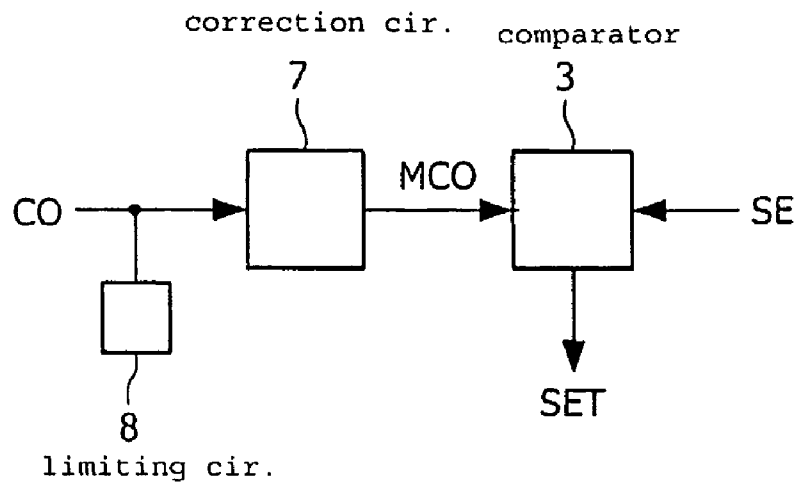 correction cir.
comparator
7
3
MCO
CO
SE
SET
8
limiting cir.